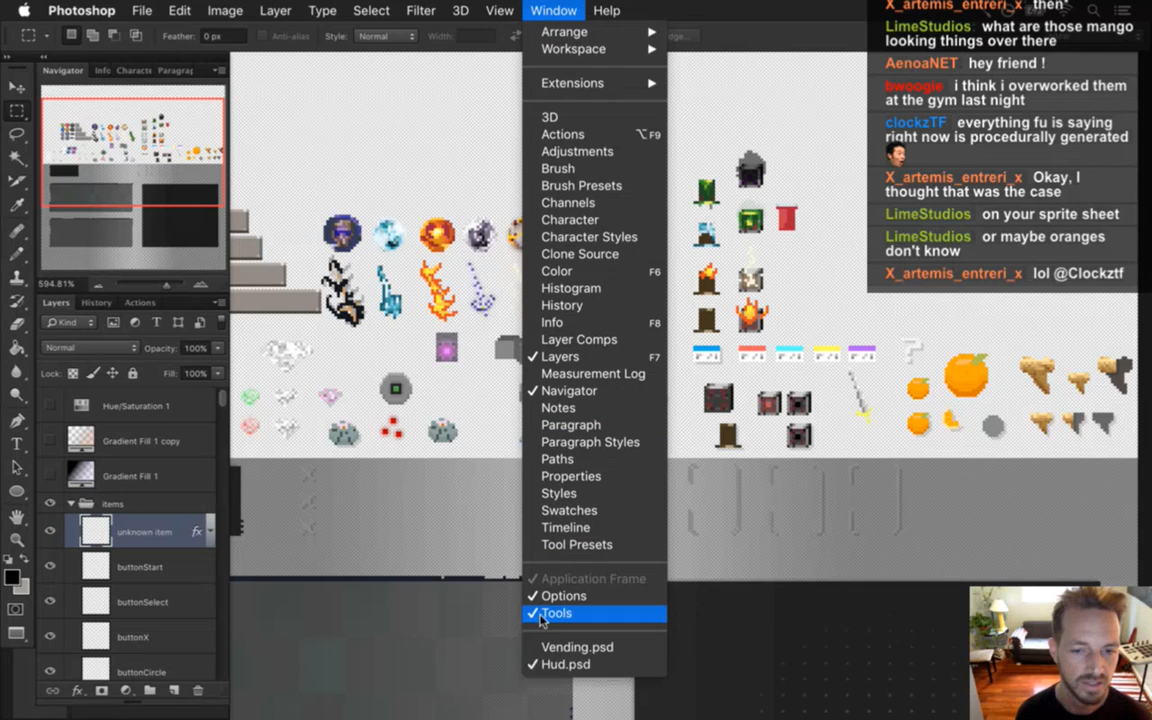 Photoshop File Edit Image Layer Type Select Filter 3D View Window Help
Feather: 0 px Anti-alias Style: Normal Width:
Navigator Info Characte Paragraj
594.81%
Layers History Actions
Kind
Normal Opacity: 100%
Lock: Fill: 100%
Hue/Saturation 1
Gradient Fill 1 copy
Gradient Fill 1
items
unknown item fx
buttonStart
buttonSelect
buttonX
buttonCircle
fx
Arrange
Workspace
Extensions
3D
Actions ⌥F9
Adjustments
Brush
Brush Presets
Channels
Character
Character Styles
Clone Source
Color F6
Histogram
History
Info F8
Layer Comps
✓ Layers F7
Measurement Log
✓ Navigator
Notes
Paragraph
Paragraph Styles
Paths
Properties
Styles
Swatches
Timeline
Tool Presets
✓ Application Frame
✓ Options
✓ Tools
Vending.psd
✓ Hud.psd
X_artemis_entreri_x then
LimeStudios what are those mango
looking things over there
AenoaNET hey friend !
bwoogie i think i overworked them
at the gym last night
clockzTF everything fu is saying
right now is procedurally generated
X_artemis_entreri_x Okay, I
thought that was the case
LimeStudios on your sprite sheet
LimeStudios or maybe oranges
don't know
X_artemis_entreri_x lol @Clockztf